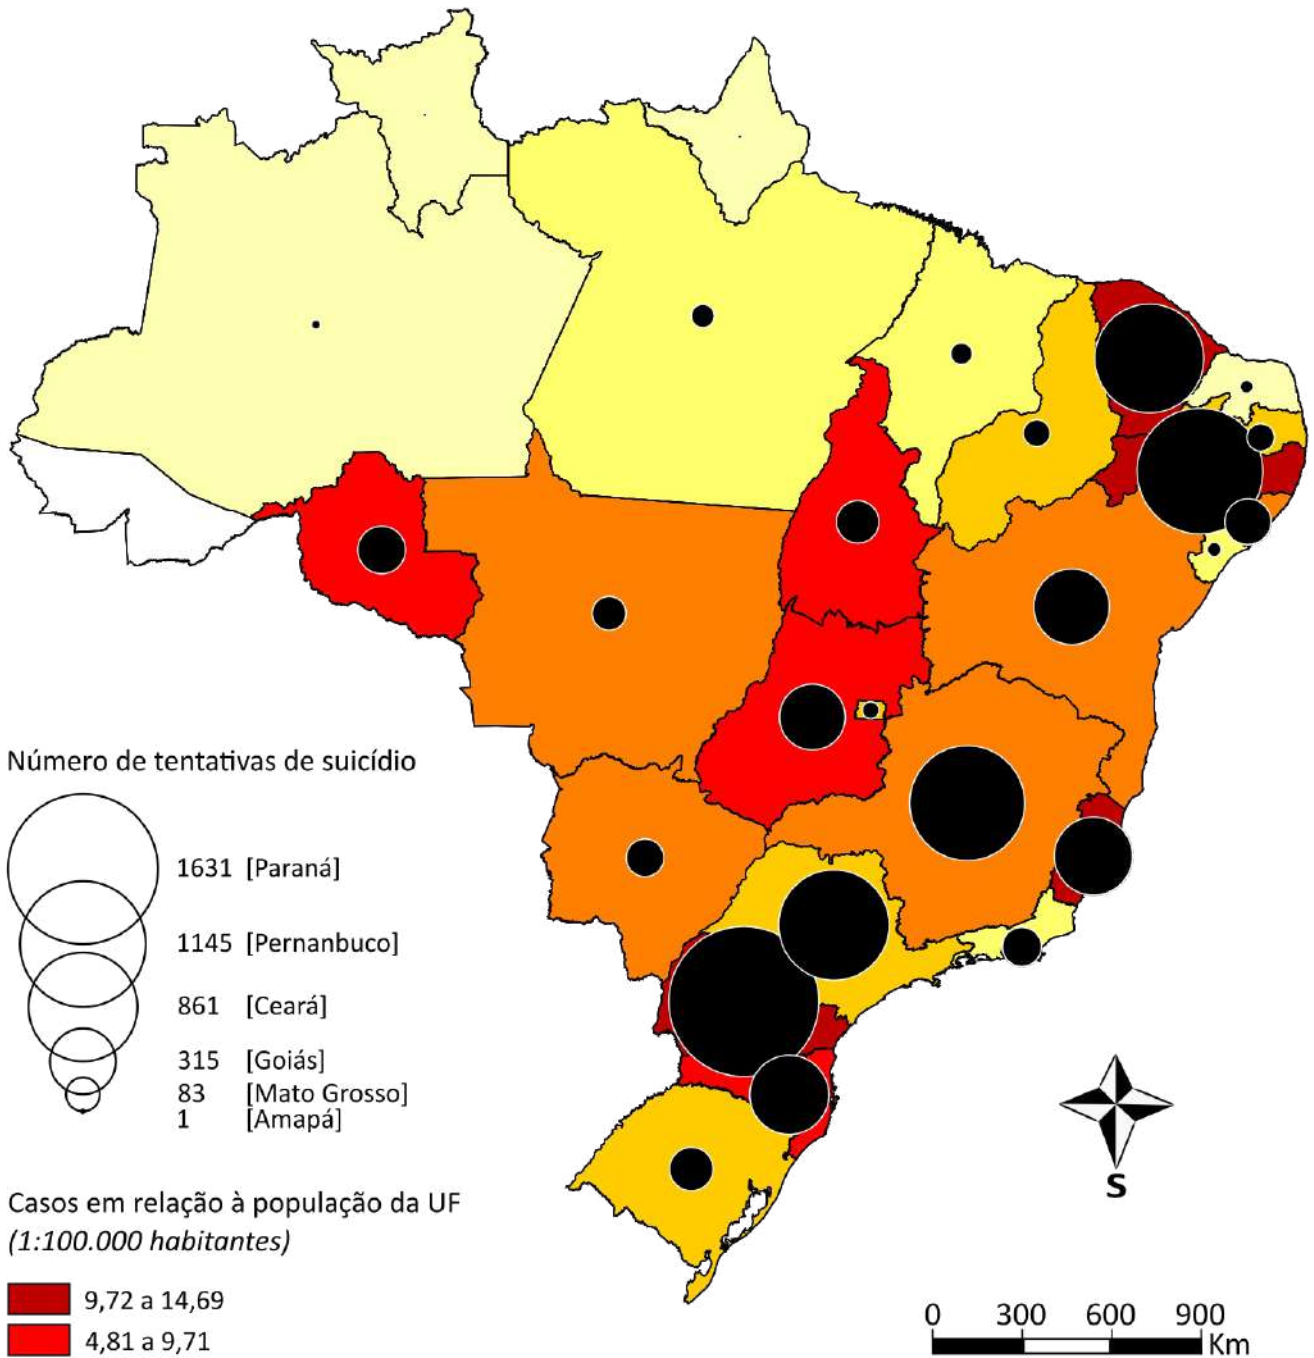 Número de tentativas de suicídio
1631 [Paraná]
1145 [Pernanbuco]
861 [Ceará]
315 [Goiás]
83 [Mato Grosso]
1 [Amapá]
Casos em relação à população da UF
(1:100.000 habitantes)
9,72 a 14,69
4,81 a 9,71
S
0 300 600 900
Km